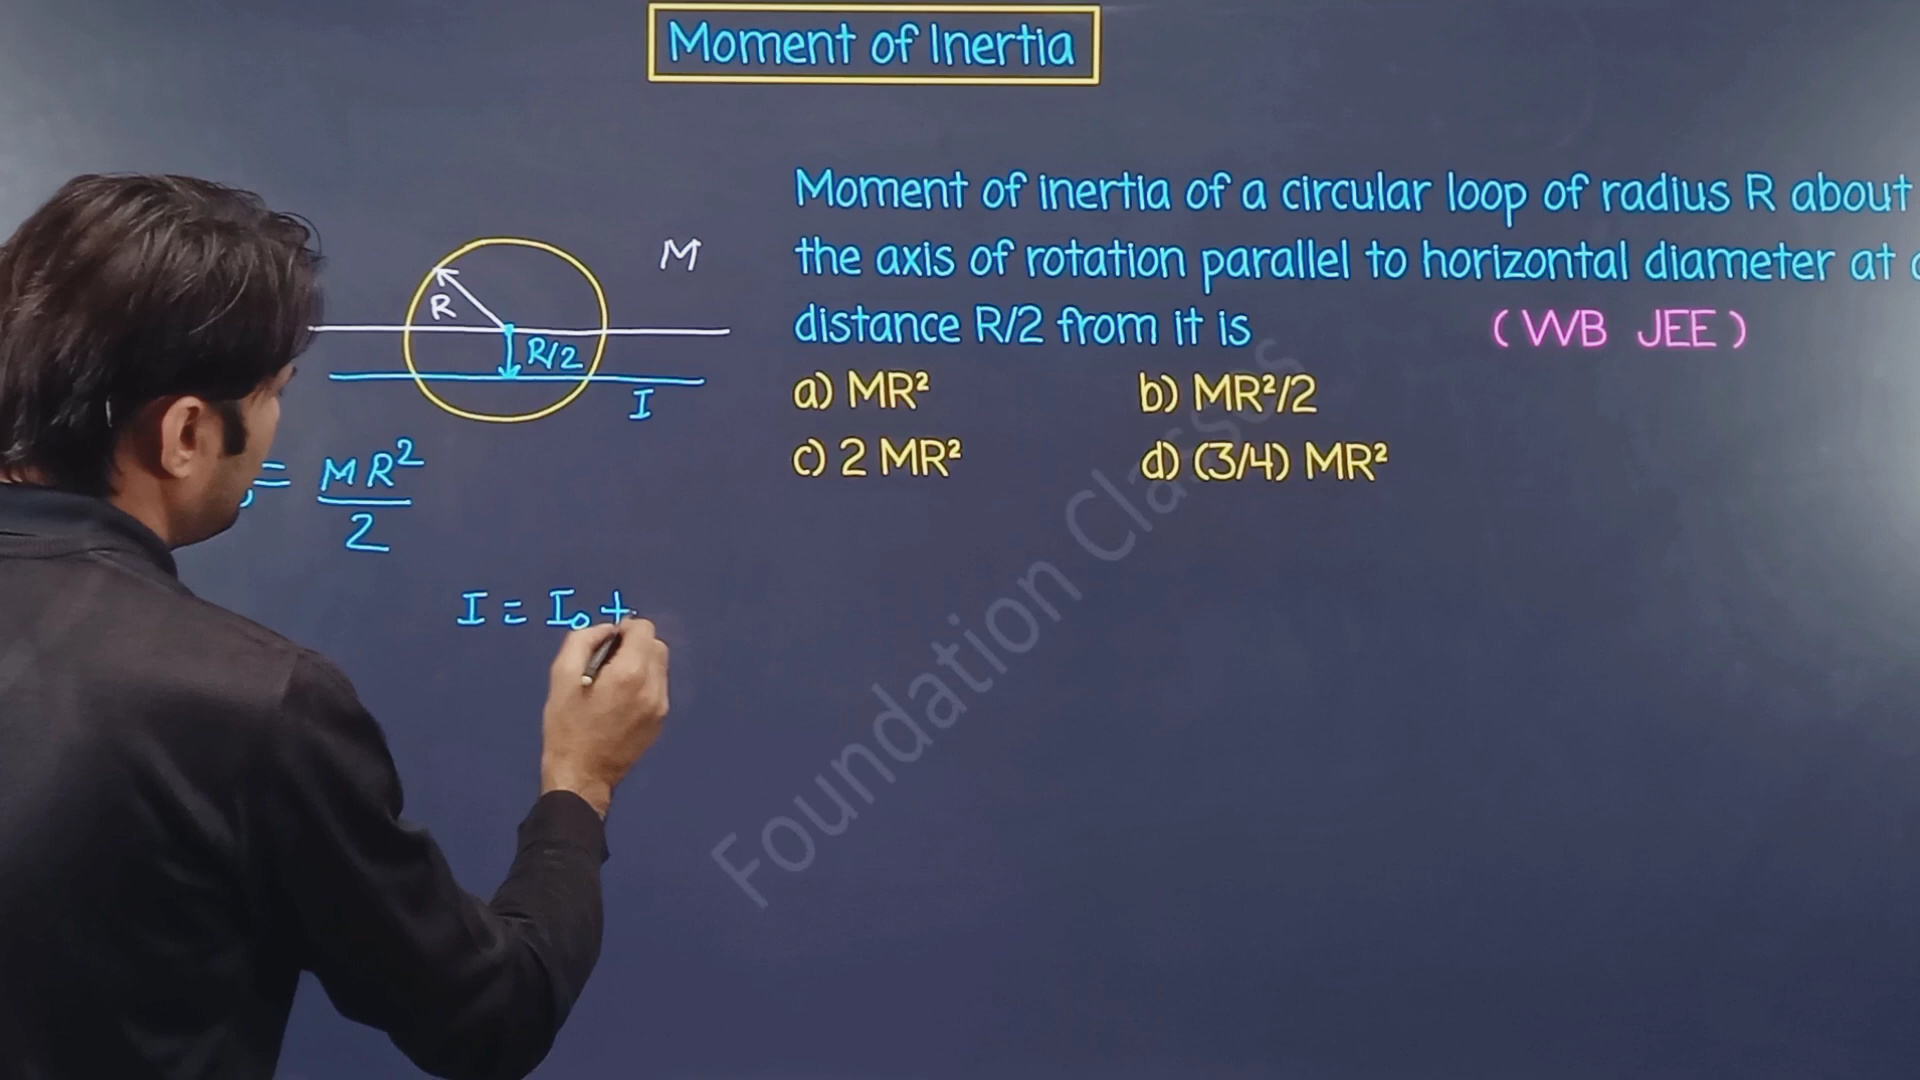 Moment of Inertia
Moment of inertia of a circular loop of radius R about
the axis of rotation parallel to horizontal diameter at
distance R/2 from it is
(WB JEE)
a) MR²
b) MR²/2
c) 2 MR²
d) (3/4) MR²
M
R
R/2
I
= MR²/2
I = I₀ +
Foundation Classes